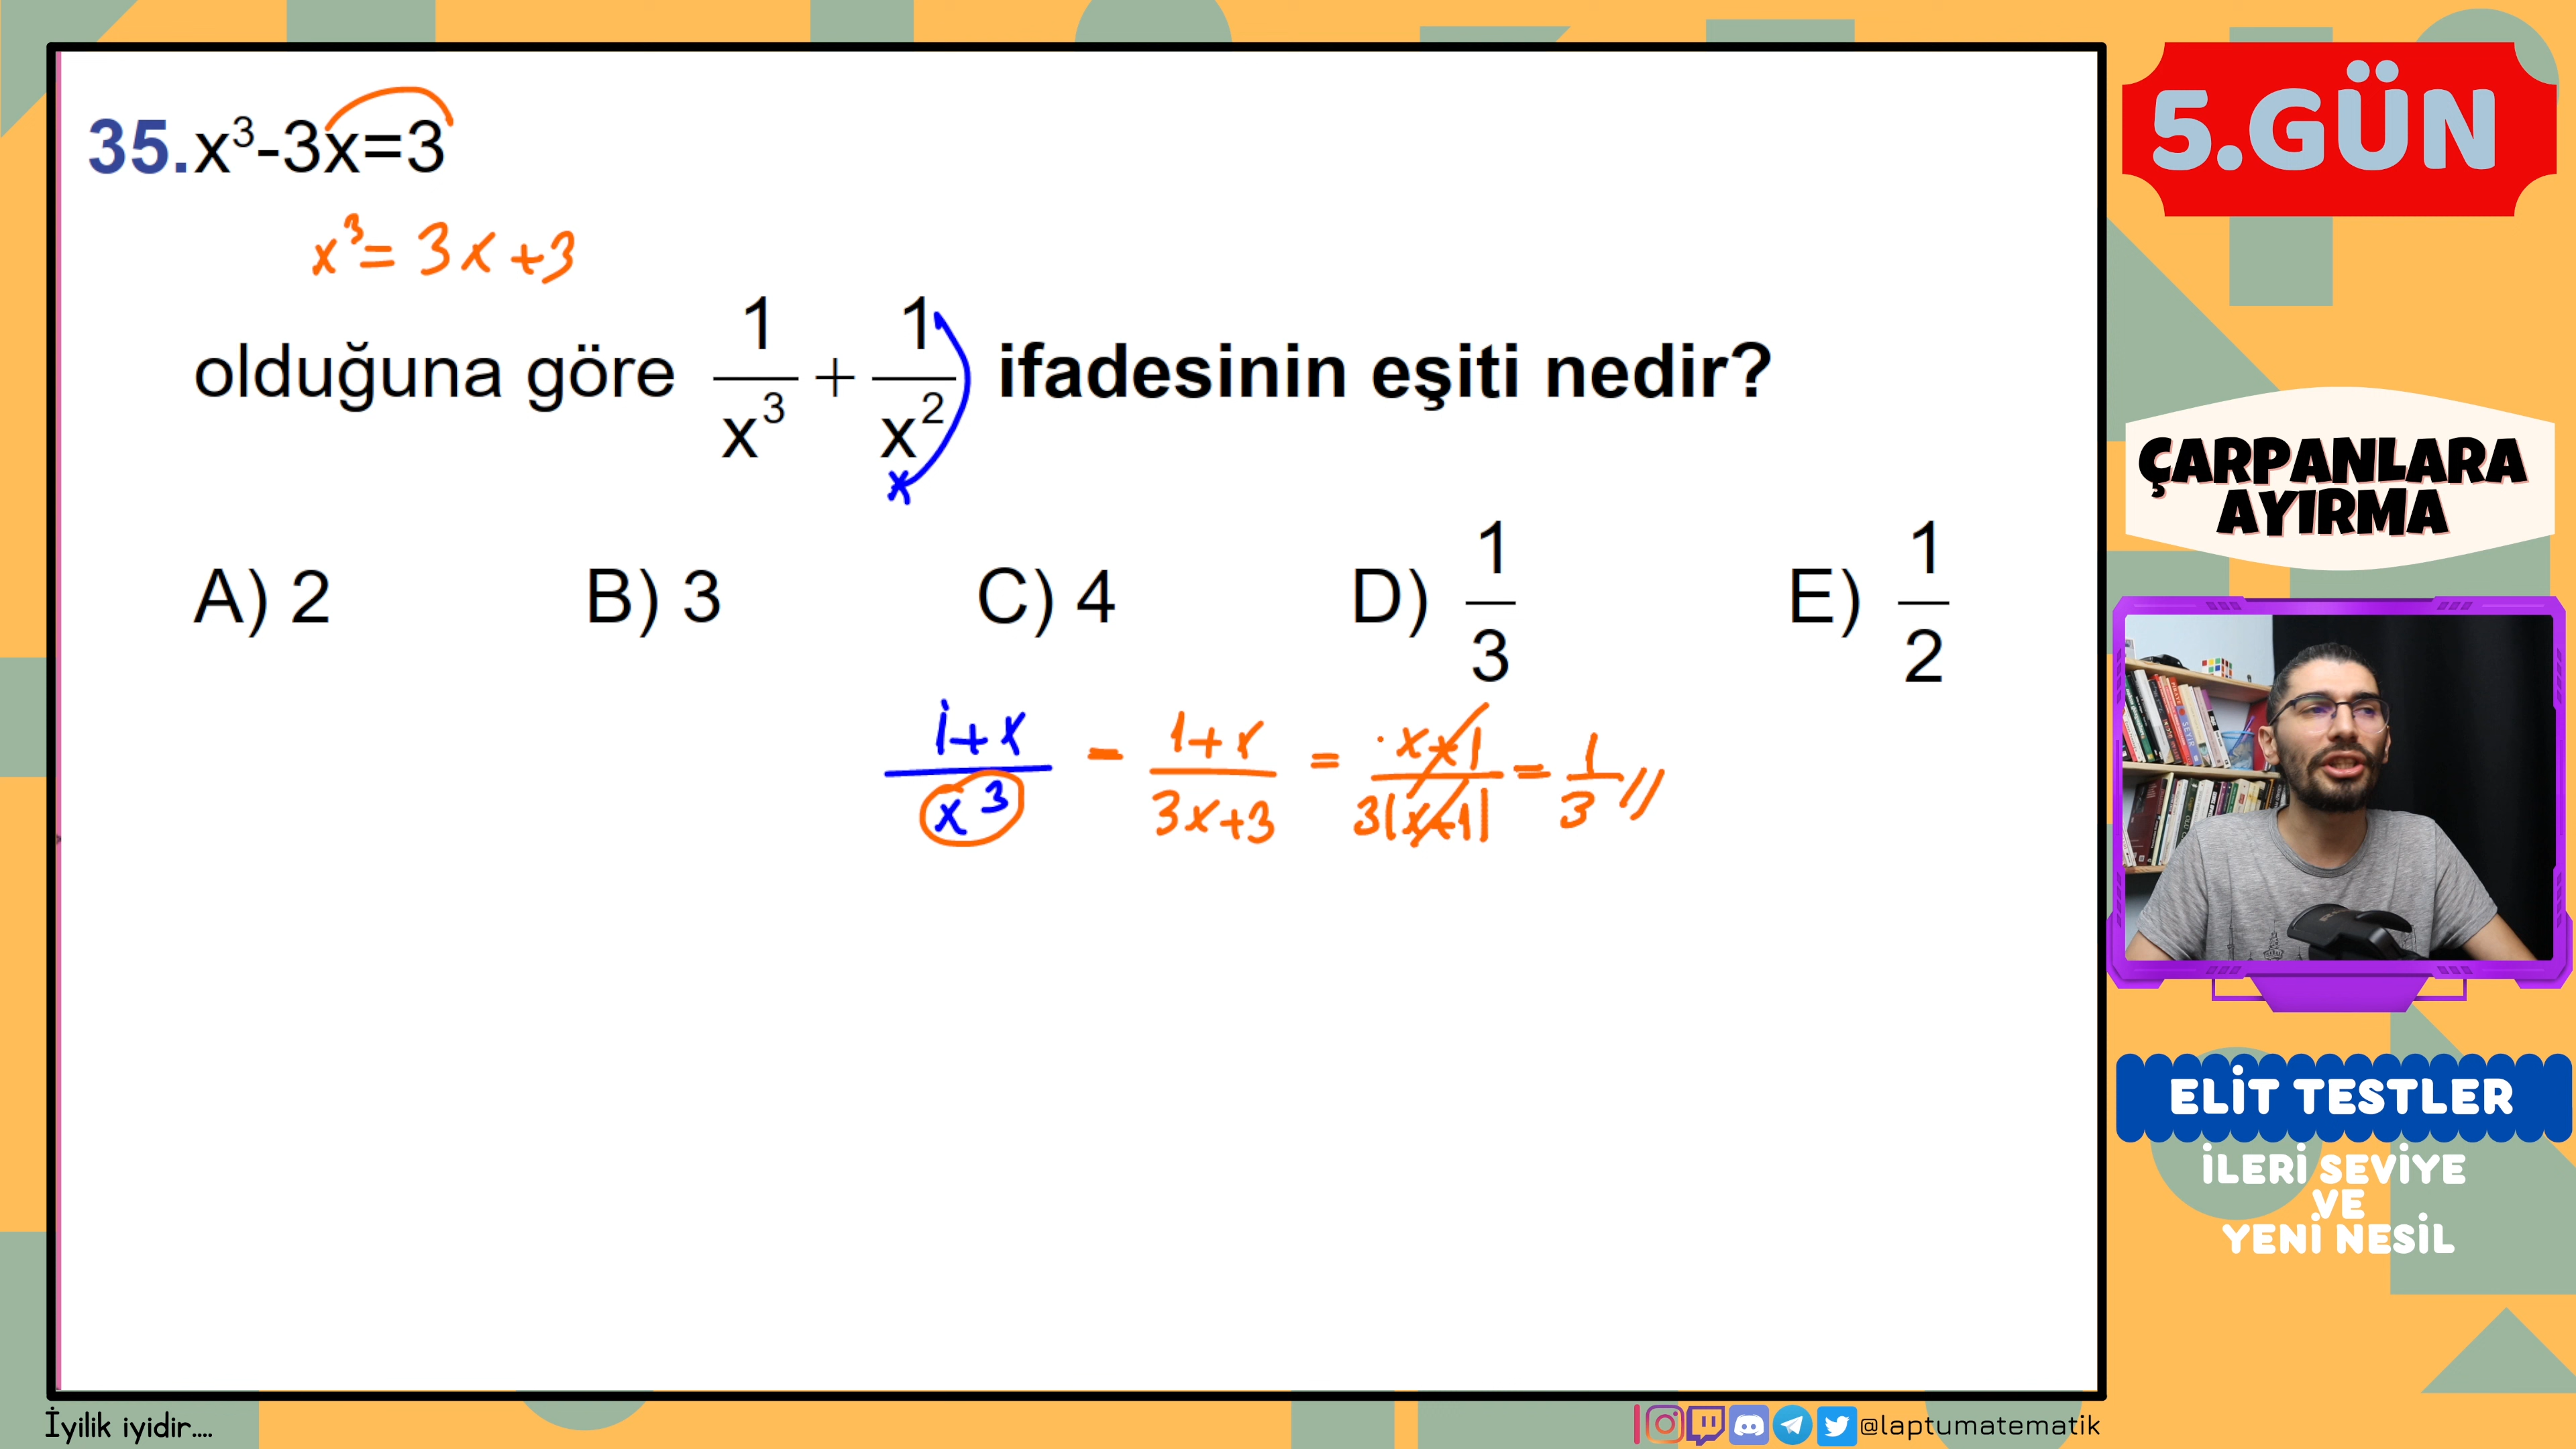 35.x³-3x=3
x³= 3x+3
olduğuna göre 1/x³ + 1/x² ifadesinin eşiti nedir?
x
A) 2 B) 3 C) 4 D) 1/3 E) 1/2
1+x/x³ = 1+x/3x+3 = x+1/3(x+1) = 1/3 //
5.GÜN
ÇARPANLARA
AYIRMA
ELİT TESTLER
İLERİ SEVİYE
VE
YENİ NESİL
İyilik iyidir....
@laptumatematik